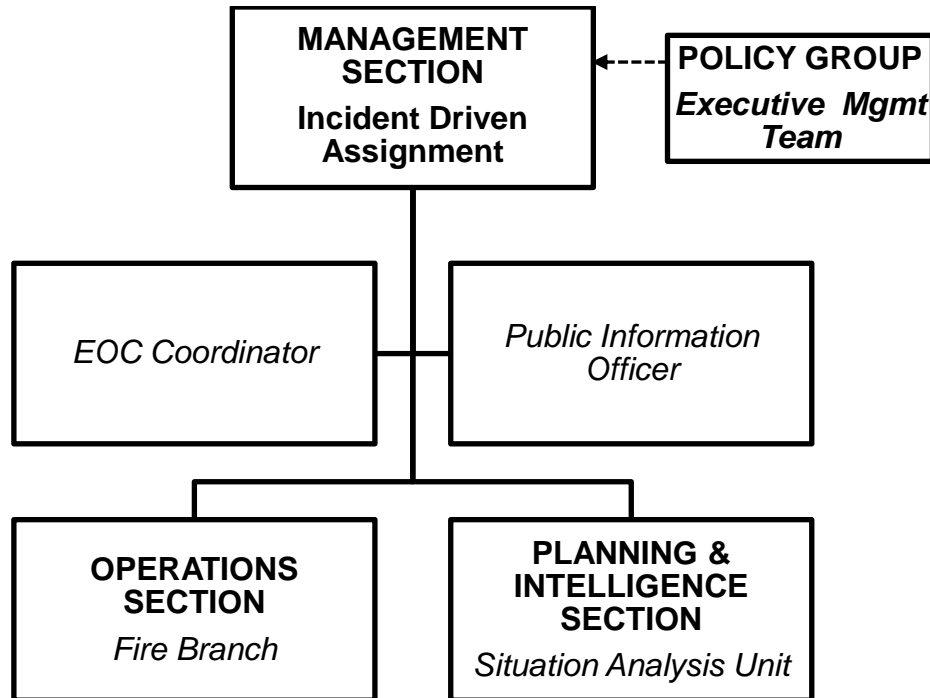 MANAGEMENT
SECTION
Incident Driven
Assignment
POLICY GROUP
Executive Mgmt
Team
EOC Coordinator
Public Information
Officer
OPERATIONS
SECTION
Fire Branch
PLANNING &
INTELLIGENCE
SECTION
Situation Analysis Unit